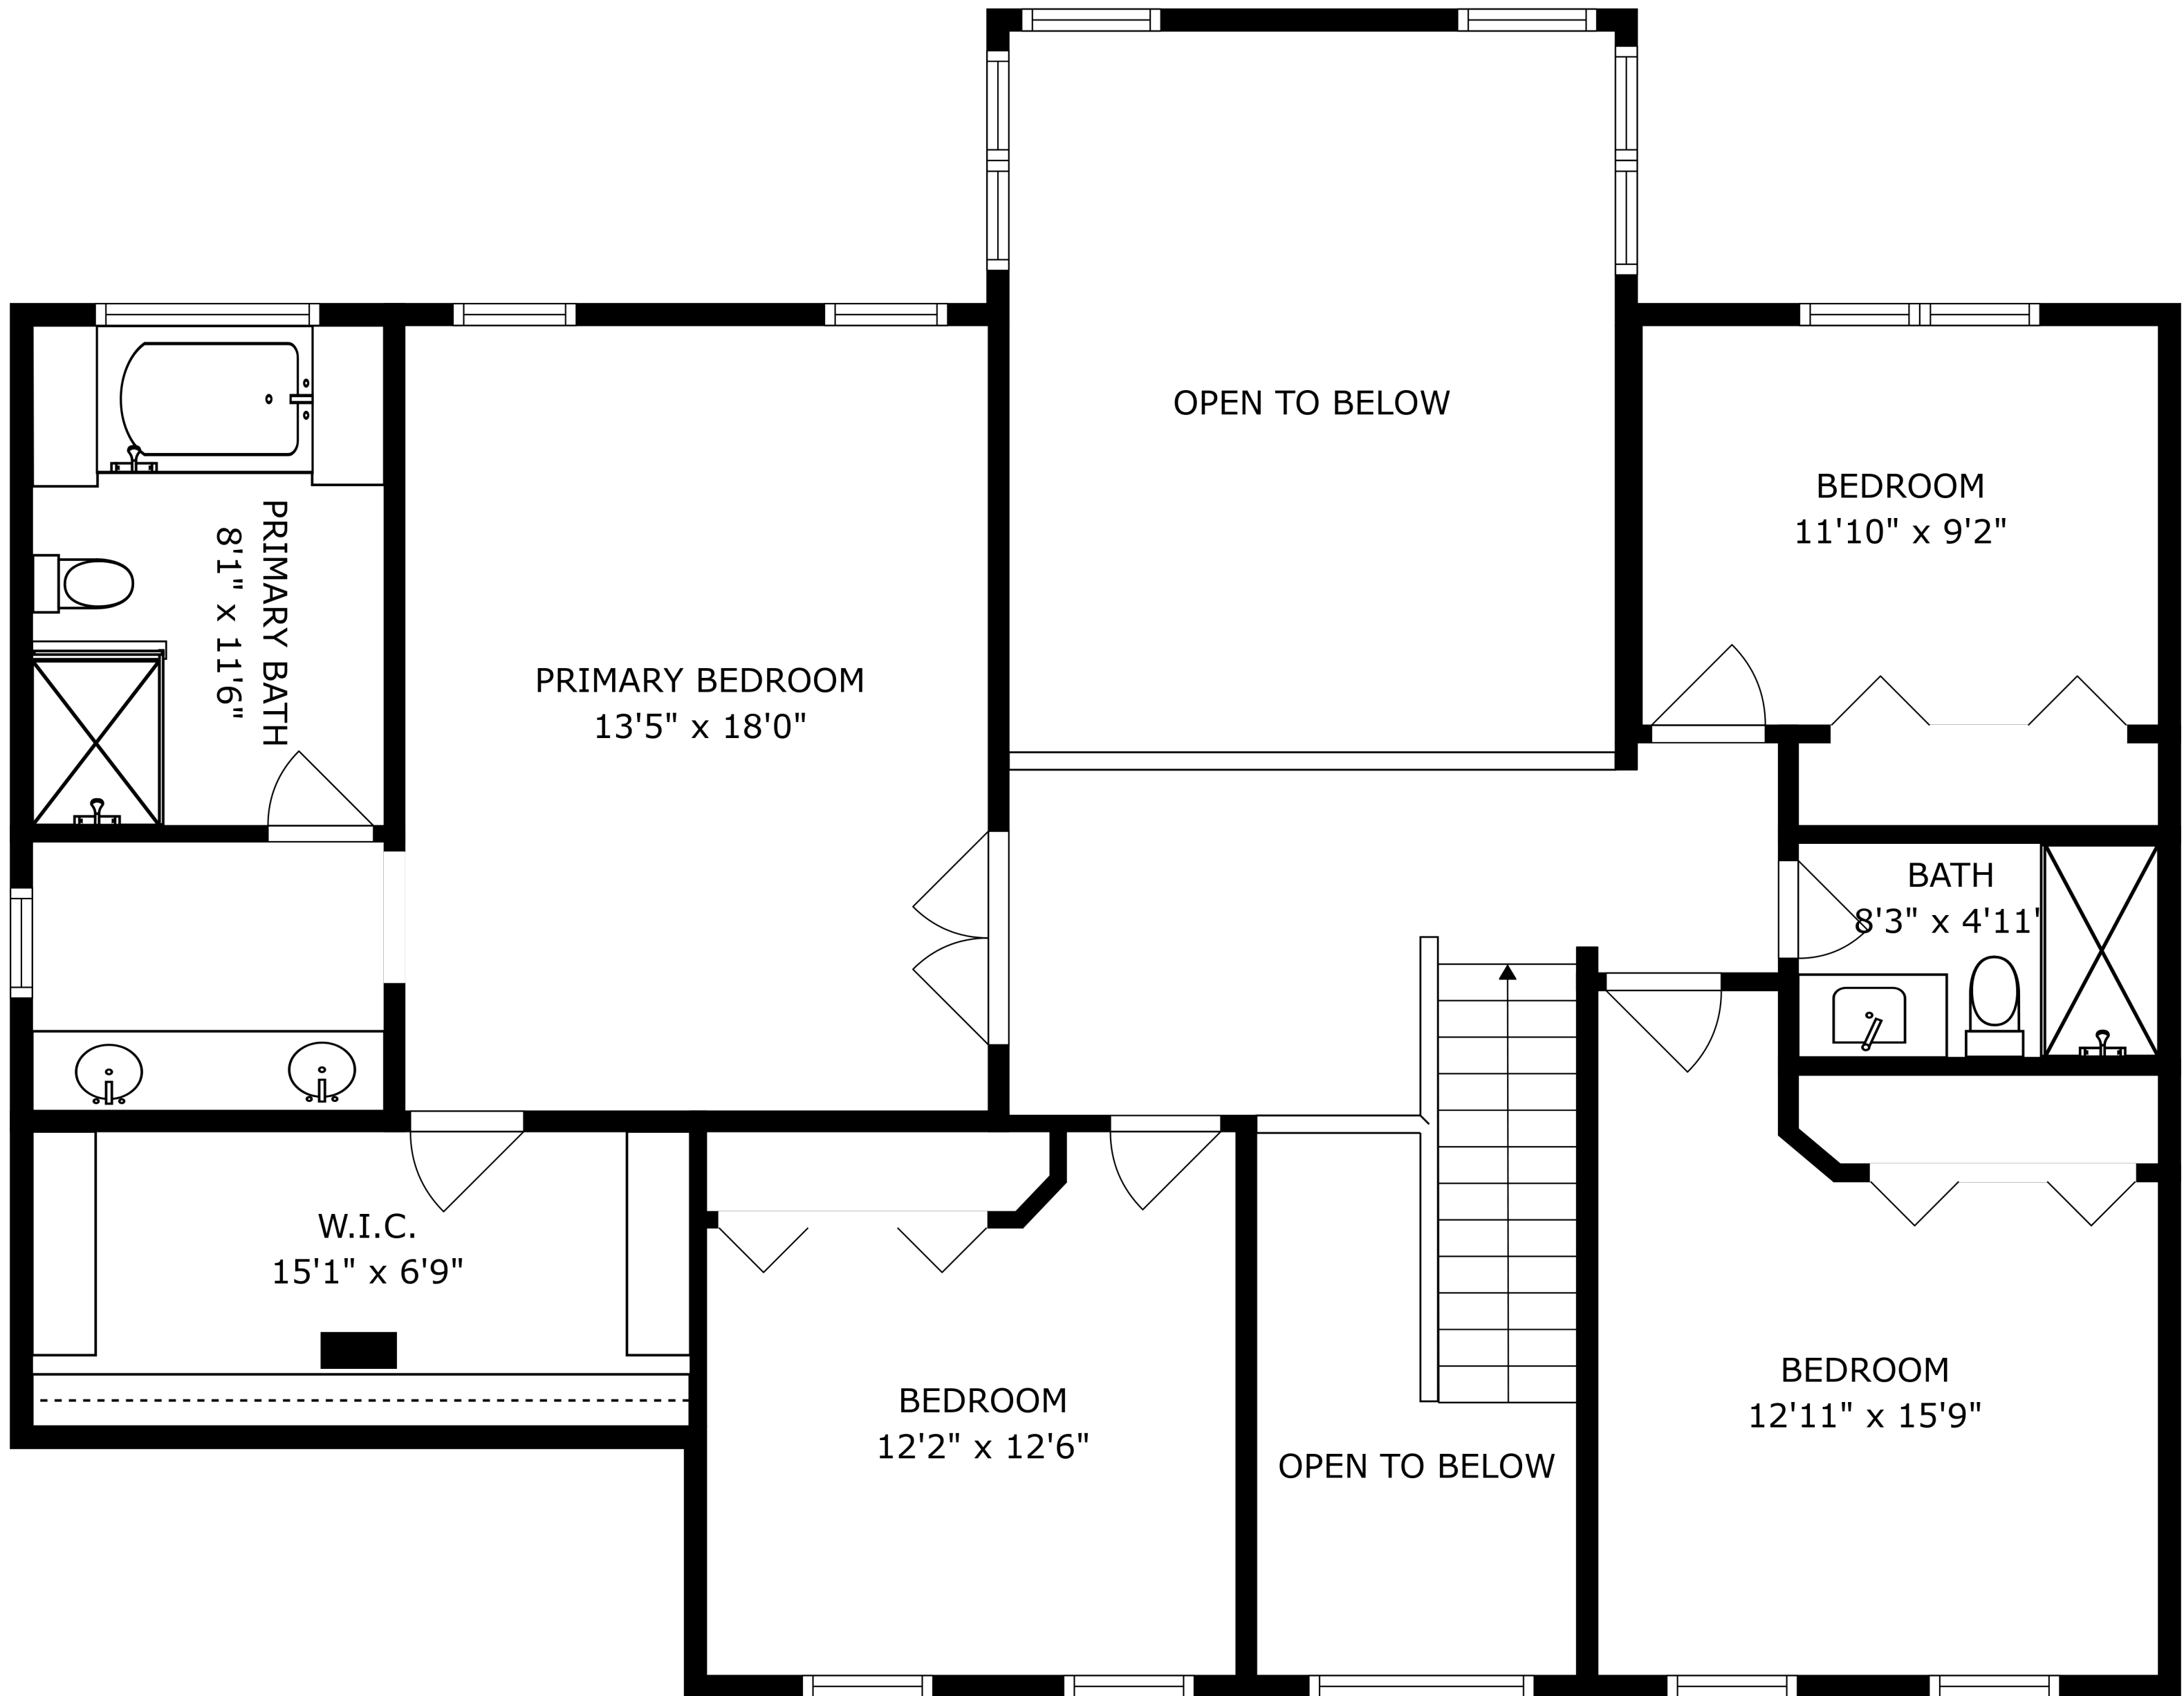 OPEN TO BELOW
BEDROOM
11'10" x 9'2"
PRIMARY BATH
8'1" x 11'6"
PRIMARY BEDROOM
13'5" x 18'0"
BATH
8'3" x 4'11'
W.I.C.
15'1" x 6'9"
BEDROOM
12'2" x 12'6"
OPEN TO BELOW
BEDROOM
12'11" x 15'9"